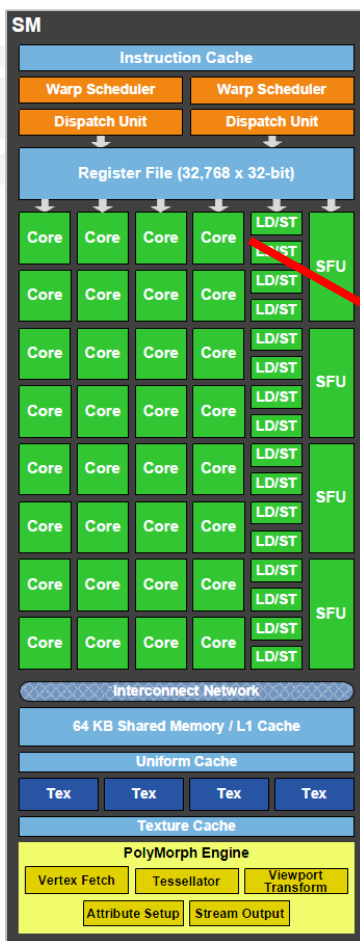 SM
Instruction Cache
Warp Scheduler Warp Scheduler
Dispatch Unit Dispatch Unit
Register File (32,768 x 32-bit)
Core Core Core Core LD/ST SFU
LD/ST
Core Core Core Core LD/ST
LD/ST
Core Core Core Core LD/ST SFU
LD/ST
Core Core Core Core LD/ST
LD/ST
Core Core Core Core LD/ST SFU
LD/ST
Core Core Core Core LD/ST
LD/ST
Core Core Core Core LD/ST SFU
LD/ST
Core Core Core Core LD/ST
LD/ST
Interconnect Network
64 KB Shared Memory / L1 Cache
Uniform Cache
Tex Tex Tex Tex
Texture Cache
PolyMorph Engine
Vertex Fetch Tessellator Viewport
Transform
Attribute Setup Stream Output